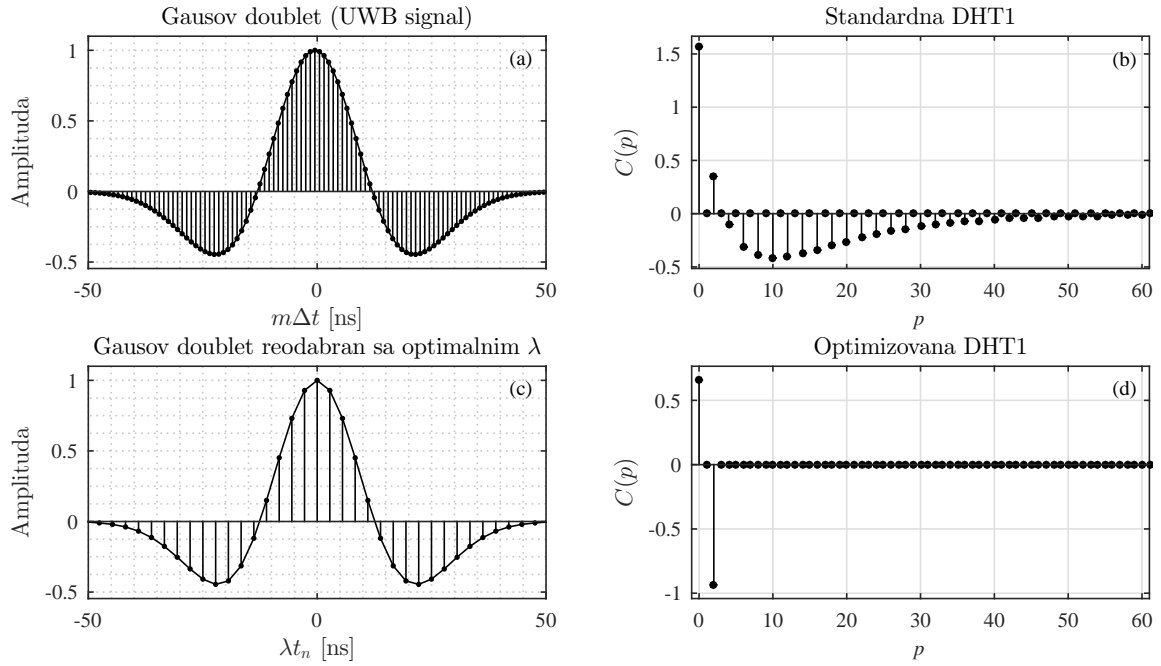 Gausov doublet (UWB signal)
(a)
Amplituda
1
0.5
0
-0.5
-50
0
50
mΔt [ns]
Standardna DHT1
(b)
C(p)
1.5
1
0.5
0
-0.5
0
10
20
30
40
50
60
p
Gausov doublet reodabran sa optimalnim λ
(c)
Amplituda
1
0.5
0
-0.5
-50
0
50
λtₙ [ns]
Optimizovana DHT1
(d)
C(p)
0.5
0
-0.5
-1
0
10
20
30
40
50
60
p